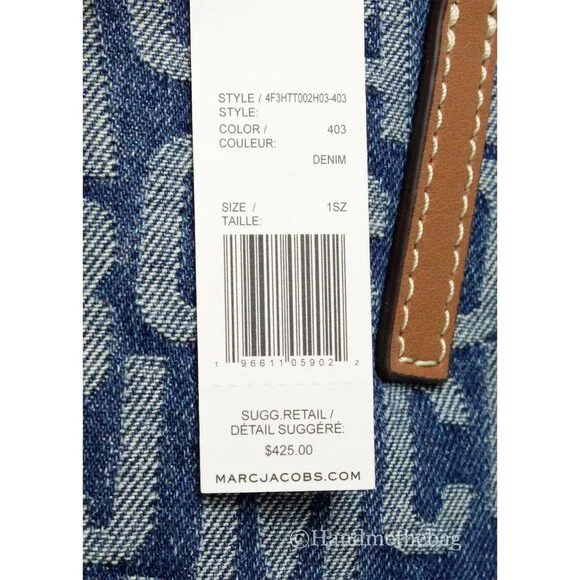 STYLE / 4F3HTT002H03-403
STYLE:
COLOR / 403
COULEUR:
DENIM
SIZE / 1SZ
TAILLE:
1 96611 05902 2
SUGG.RETAIL /
DÉTAIL SUGGÉRÉ:
$425.00
MARCJACOBS.COM
©Handmethebag